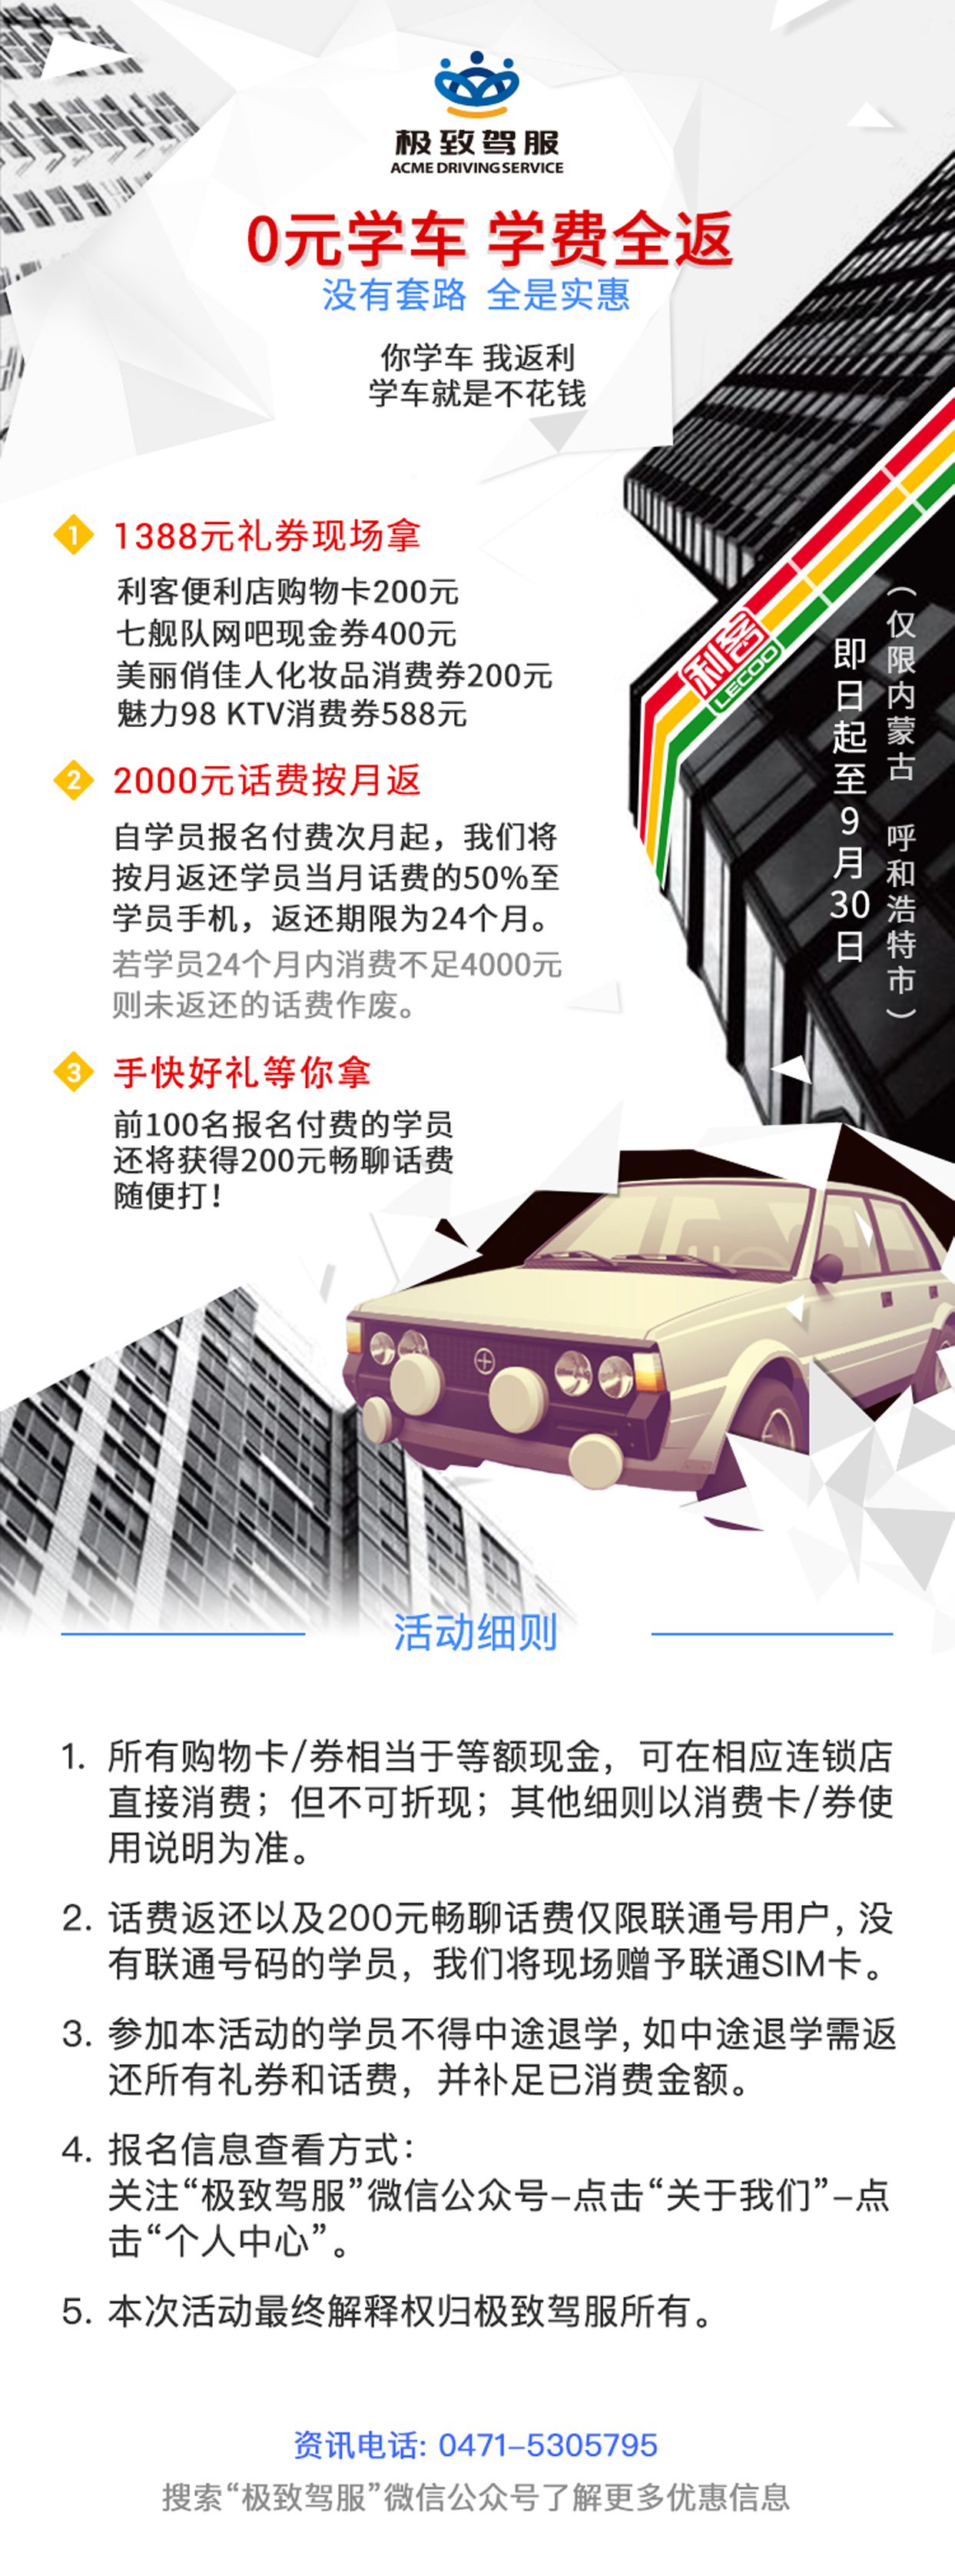 极致驾服
ACME DRIVING SERVICE
0元学车 学费全返
没有套路 全是实惠
你学车 我返利
学车就是不花钱
1 1388元礼券现场拿
利客便利店购物卡200元
七舰队网吧现金券400元
美丽俏佳人化妆品消费券200元
魅力98 KTV消费券588元
2 2000元话费按月返
自学员报名付费次月起，我们将
按月返还学员当月话费的50%至
学员手机，返还期限为24个月。
若学员24个月内消费不足4000元
则未返还的话费作废。
3 手快好礼等你拿
前100名报名付费的学员
还将获得200元畅聊话费
随便打！
利客
LECOO
即日起至9月30日
（仅限内蒙古 呼和浩特市）
活动细则
1. 所有购物卡/券相当于等额现金，可在相应连锁店
直接消费；但不可折现；其他细则以消费卡/券使
用说明为准。
2. 话费返还以及200元畅聊话费仅限联通号用户，没
有联通号码的学员，我们将现场赠予联通SIM卡。
3. 参加本活动的学员不得中途退学，如中途退学需返
还所有礼券和话费，并补足已消费金额。
4. 报名信息查看方式：
关注“极致驾服”微信公众号–点击“关于我们”–点
击“个人中心”。
5. 本次活动最终解释权归极致驾服所有。
资讯电话: 0471–5305795
搜索“极致驾服”微信公众号了解更多优惠信息